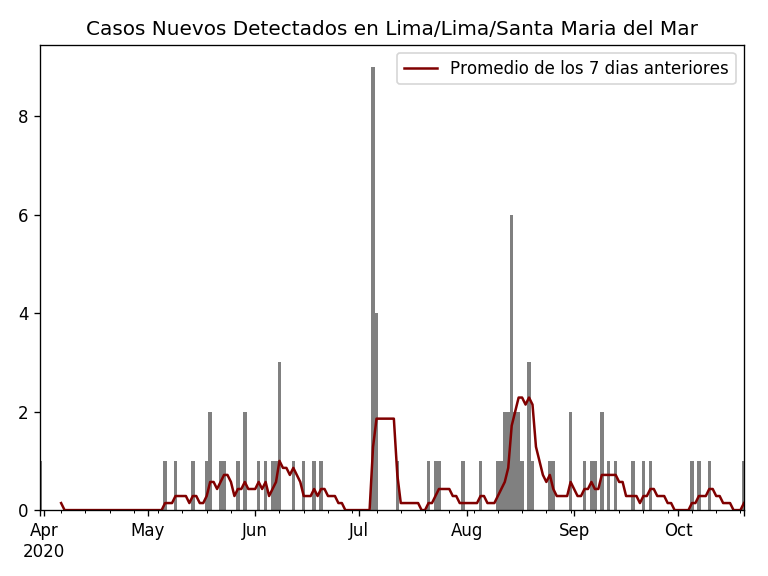 Casos Nuevos Detectados en Lima/Lima/Santa Maria del Mar
Promedio de los 7 dias anteriores
8
6
4
2
0
Apr May Jun Jul Aug Sep Oct
2020